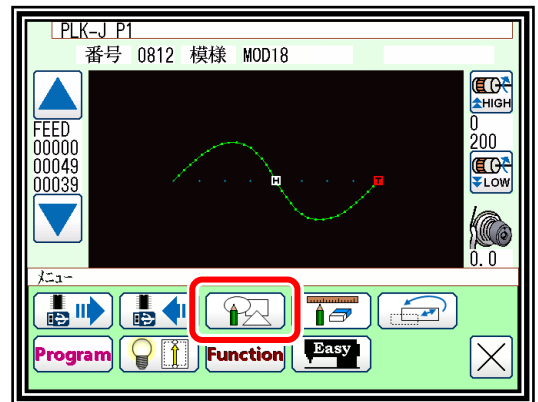 PLK-J P1
番号 0812 模様 MOD18
HIGH
FEED
00000
00049
00039
0
200
LOW
H
T
0.0
メニュー
Program
Function
Easy